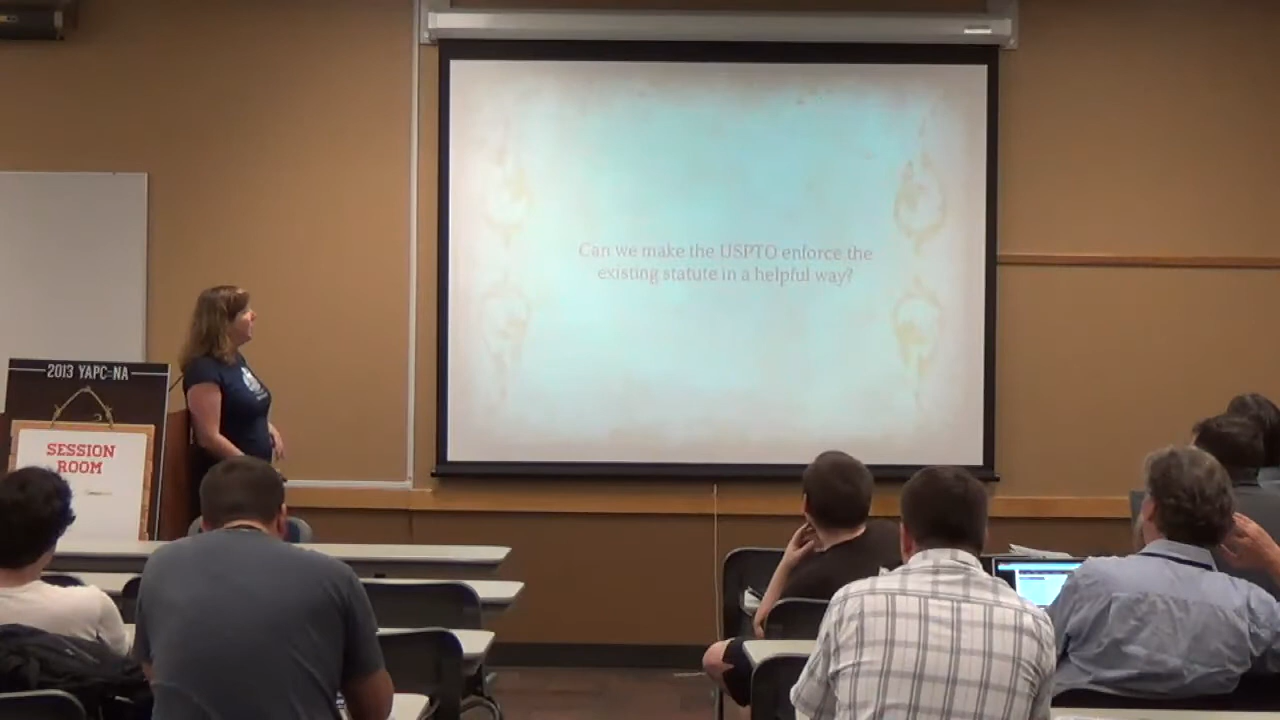 Can we make the USPTO enforce the
existing statute in a helpful way?
2013 YAPC::NA
SESSION
ROOM